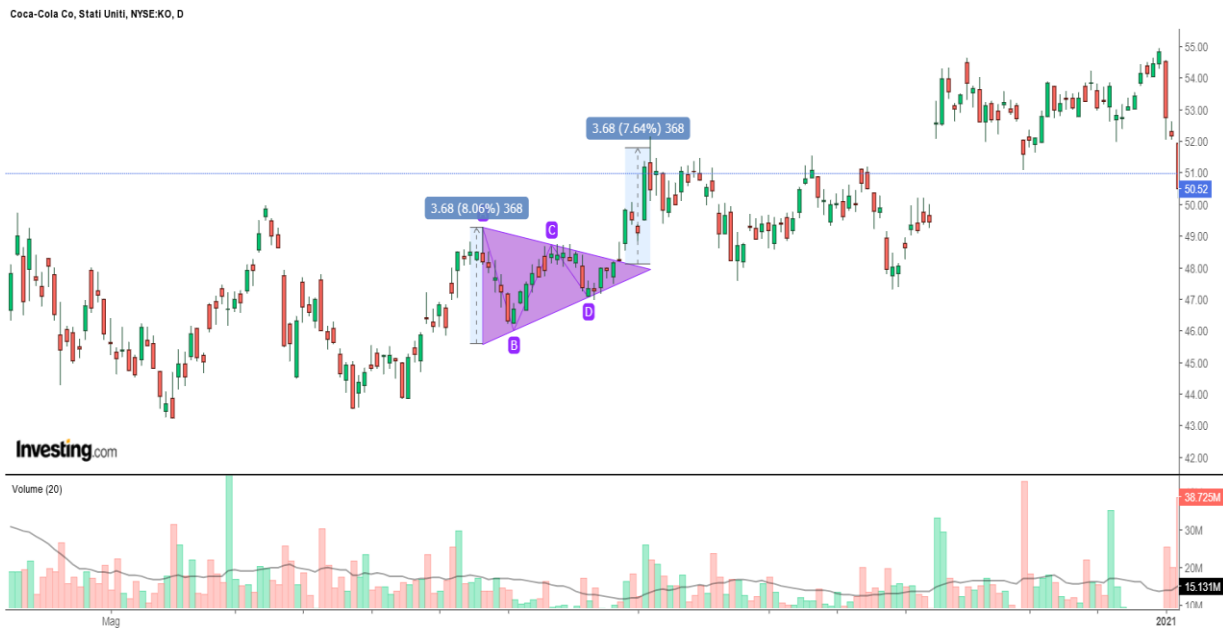 Coca-Cola Co, Stati Uniti, NYSE:KO, D
55.00
54.00
53.00
3.68 (7.64%) 368
52.00
51.00
50.52
50.00
3.68 (8.06%) 368
C
49.00
48.00
47.00
D
46.00
B
45.00
44.00
43.00
Investing.com
42.00
Volume (20)
38.725M
30M
20M
15.131M
10M
Mag
2021